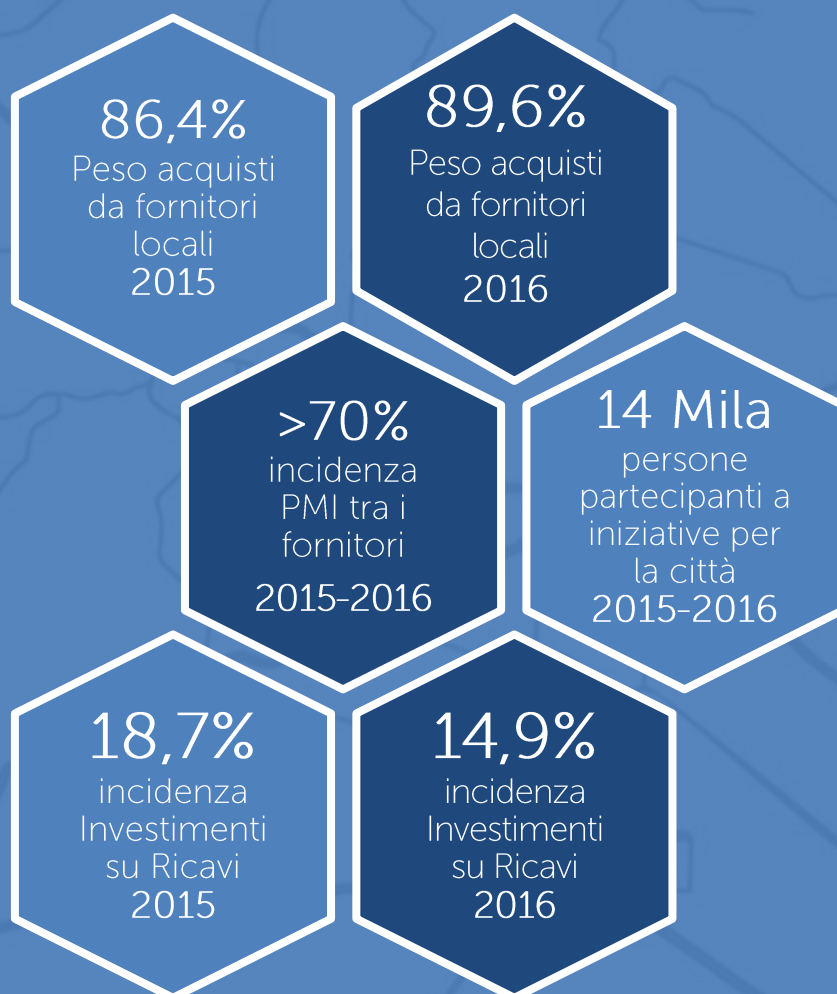 86,4%
Peso acquisti
da fornitori
locali
2015
89,6%
Peso acquisti
da fornitori
locali
2016
>70%
incidenza
PMI tra i
fornitori
2015-2016
14 Mila
persone
partecipanti a
iniziative per
la città
2015-2016
18,7%
incidenza
Investimenti
su Ricavi
2015
14,9%
incidenza
Investimenti
su Ricavi
2016